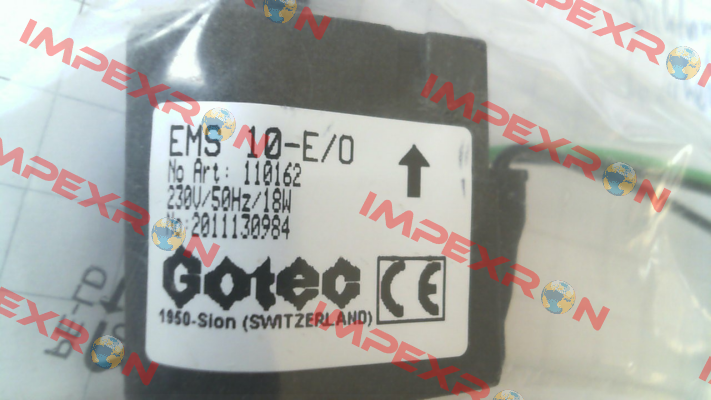 EMS 10-E/O
No Art: 110162
230V/50Hz/18W
No:2011130984
Gotec
CE
1950-Sion (SWITZERLAND)
IMPEXRON
IMPEXRON
IMPEXRON
IMPEXRON
IMPEXRON
IMPEXRON